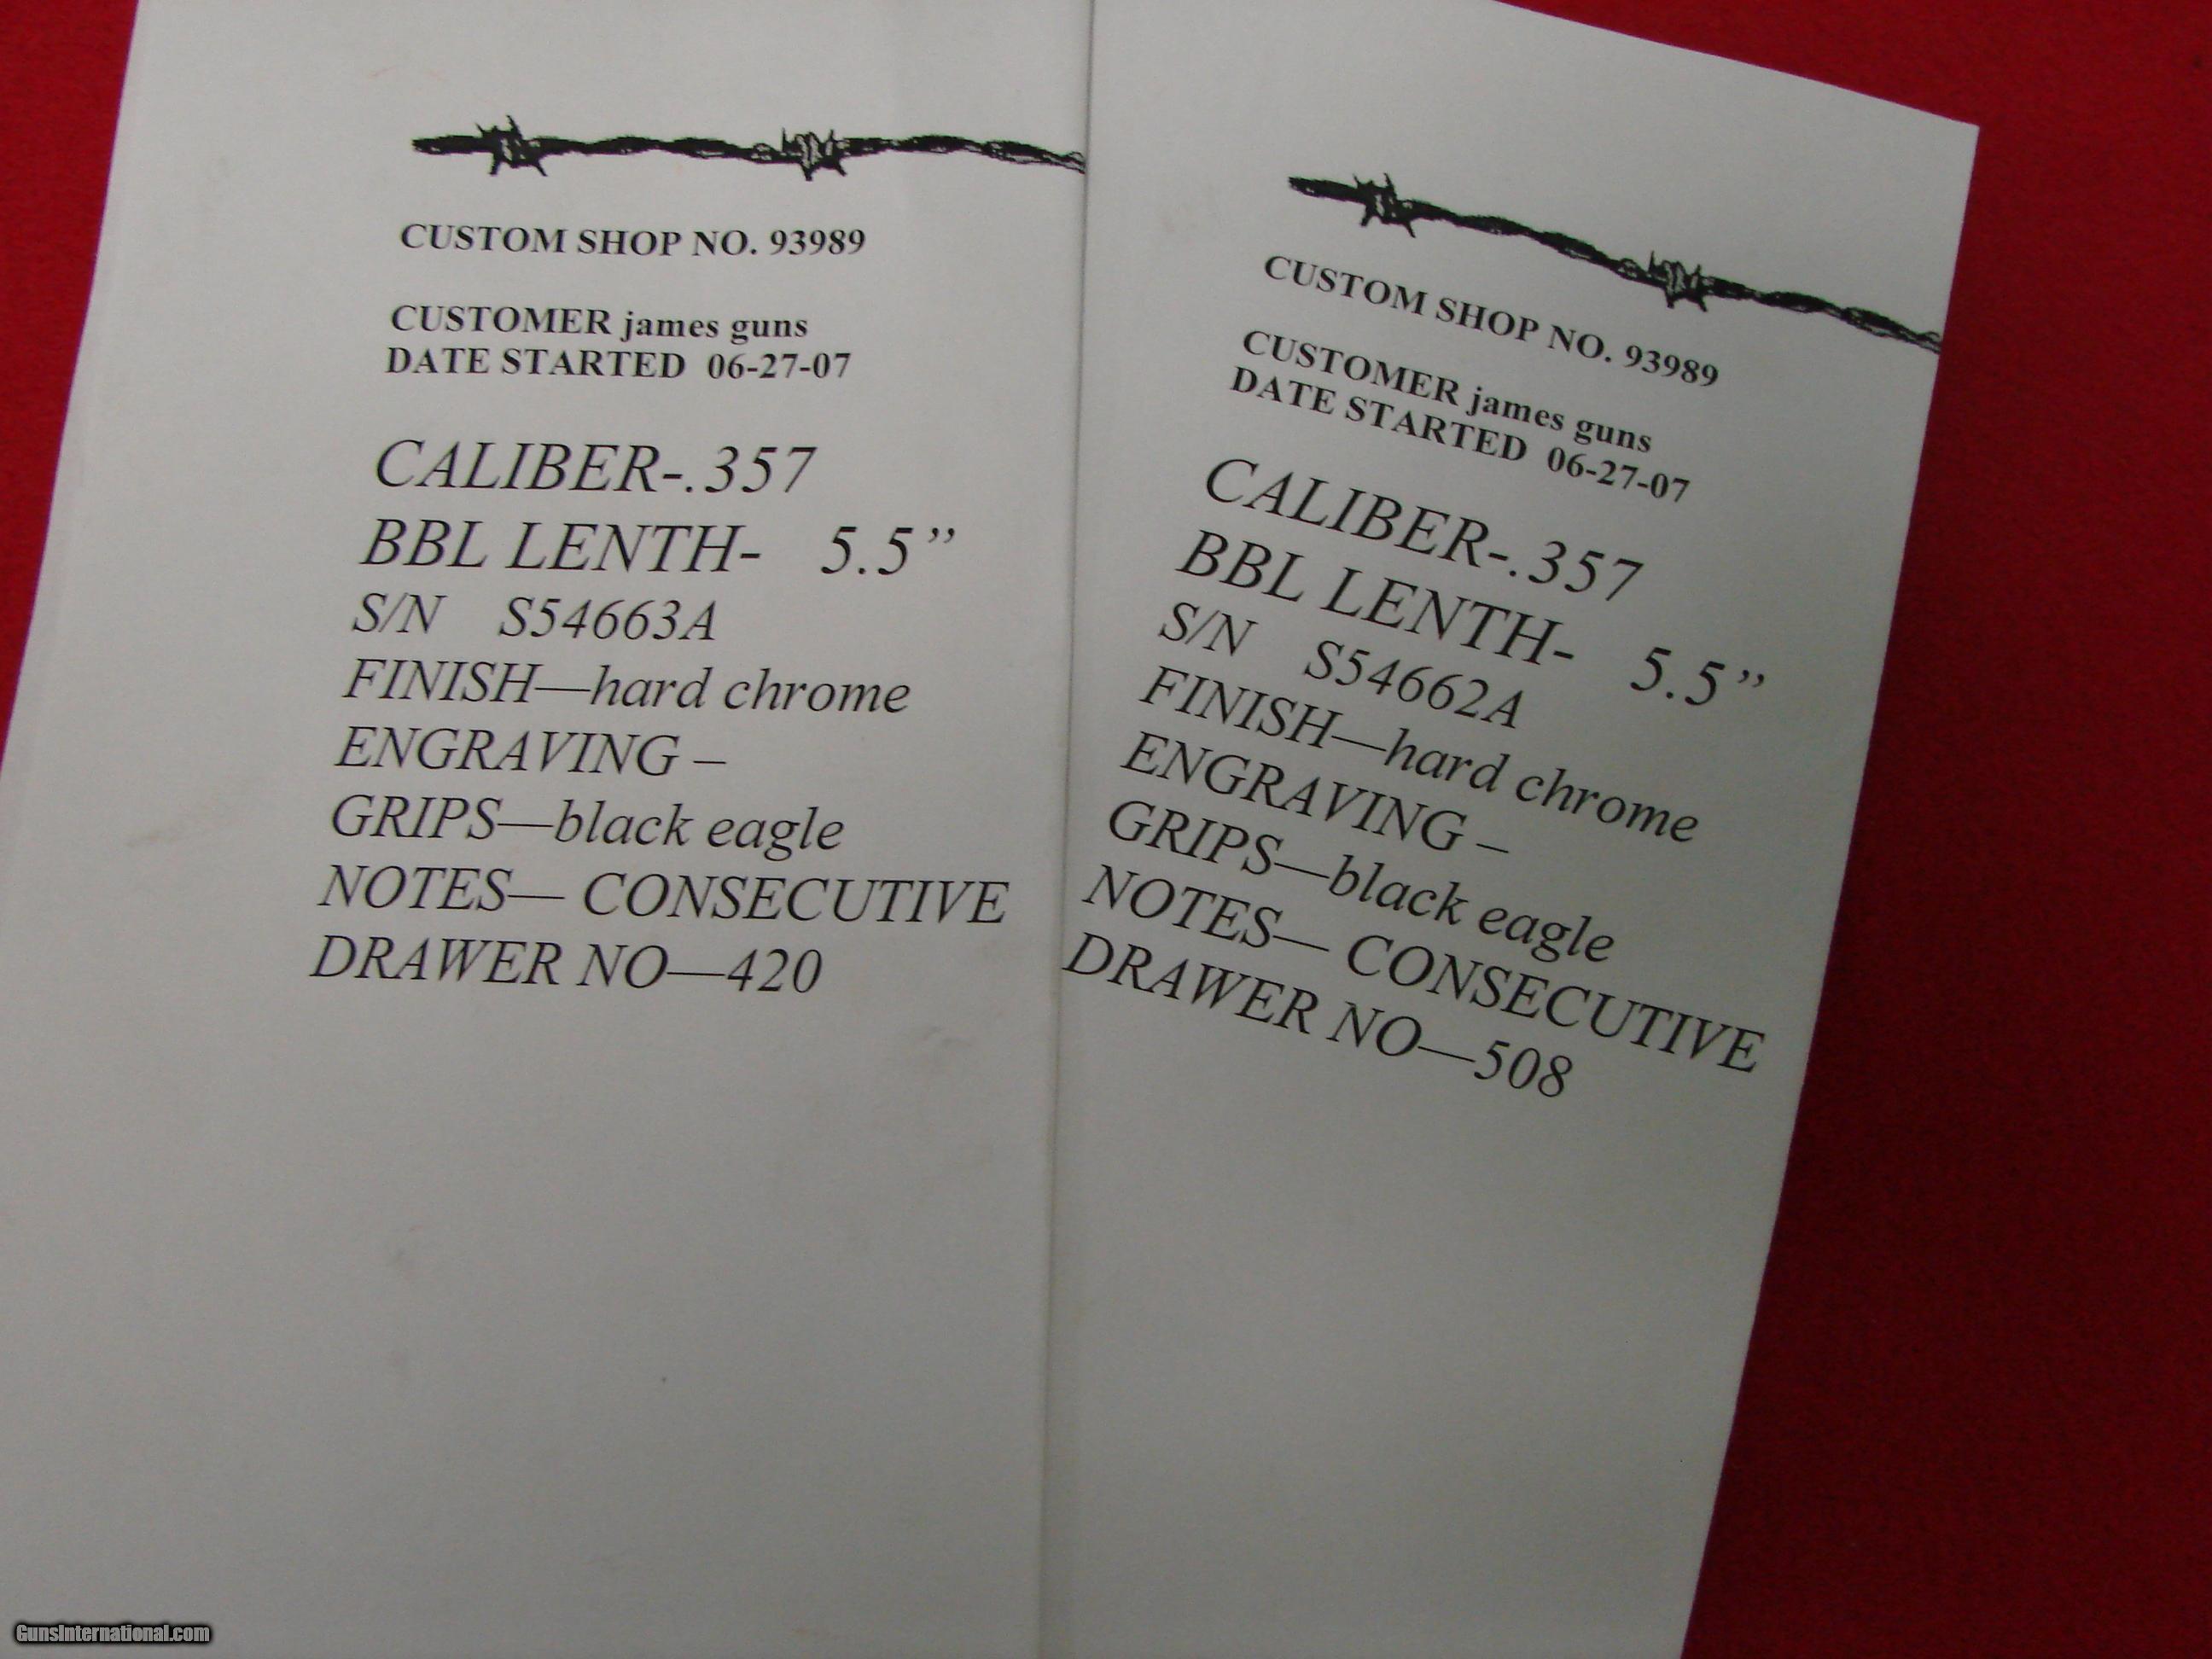 CUSTOM SHOP NO. 93989
CUSTOMER james guns
DATE STARTED 06-27-07
CALIBER-.357
BBL LENTH- 5.5”
S/N S54663A
FINISH—hard chrome
ENGRAVING –
GRIPS—black eagle
NOTES— CONSECUTIVE
DRAWER NO—420
CUSTOM SHOP NO. 93989
CUSTOMER james guns
DATE STARTED 06-27-07
CALIBER-.357
BBL LENTH- 5.5”
S/N S54662A
FINISH—hard chrome
ENGRAVING –
GRIPS—black eagle
NOTES— CONSECUTIVE
DRAWER NO—508
GunsInternational.com